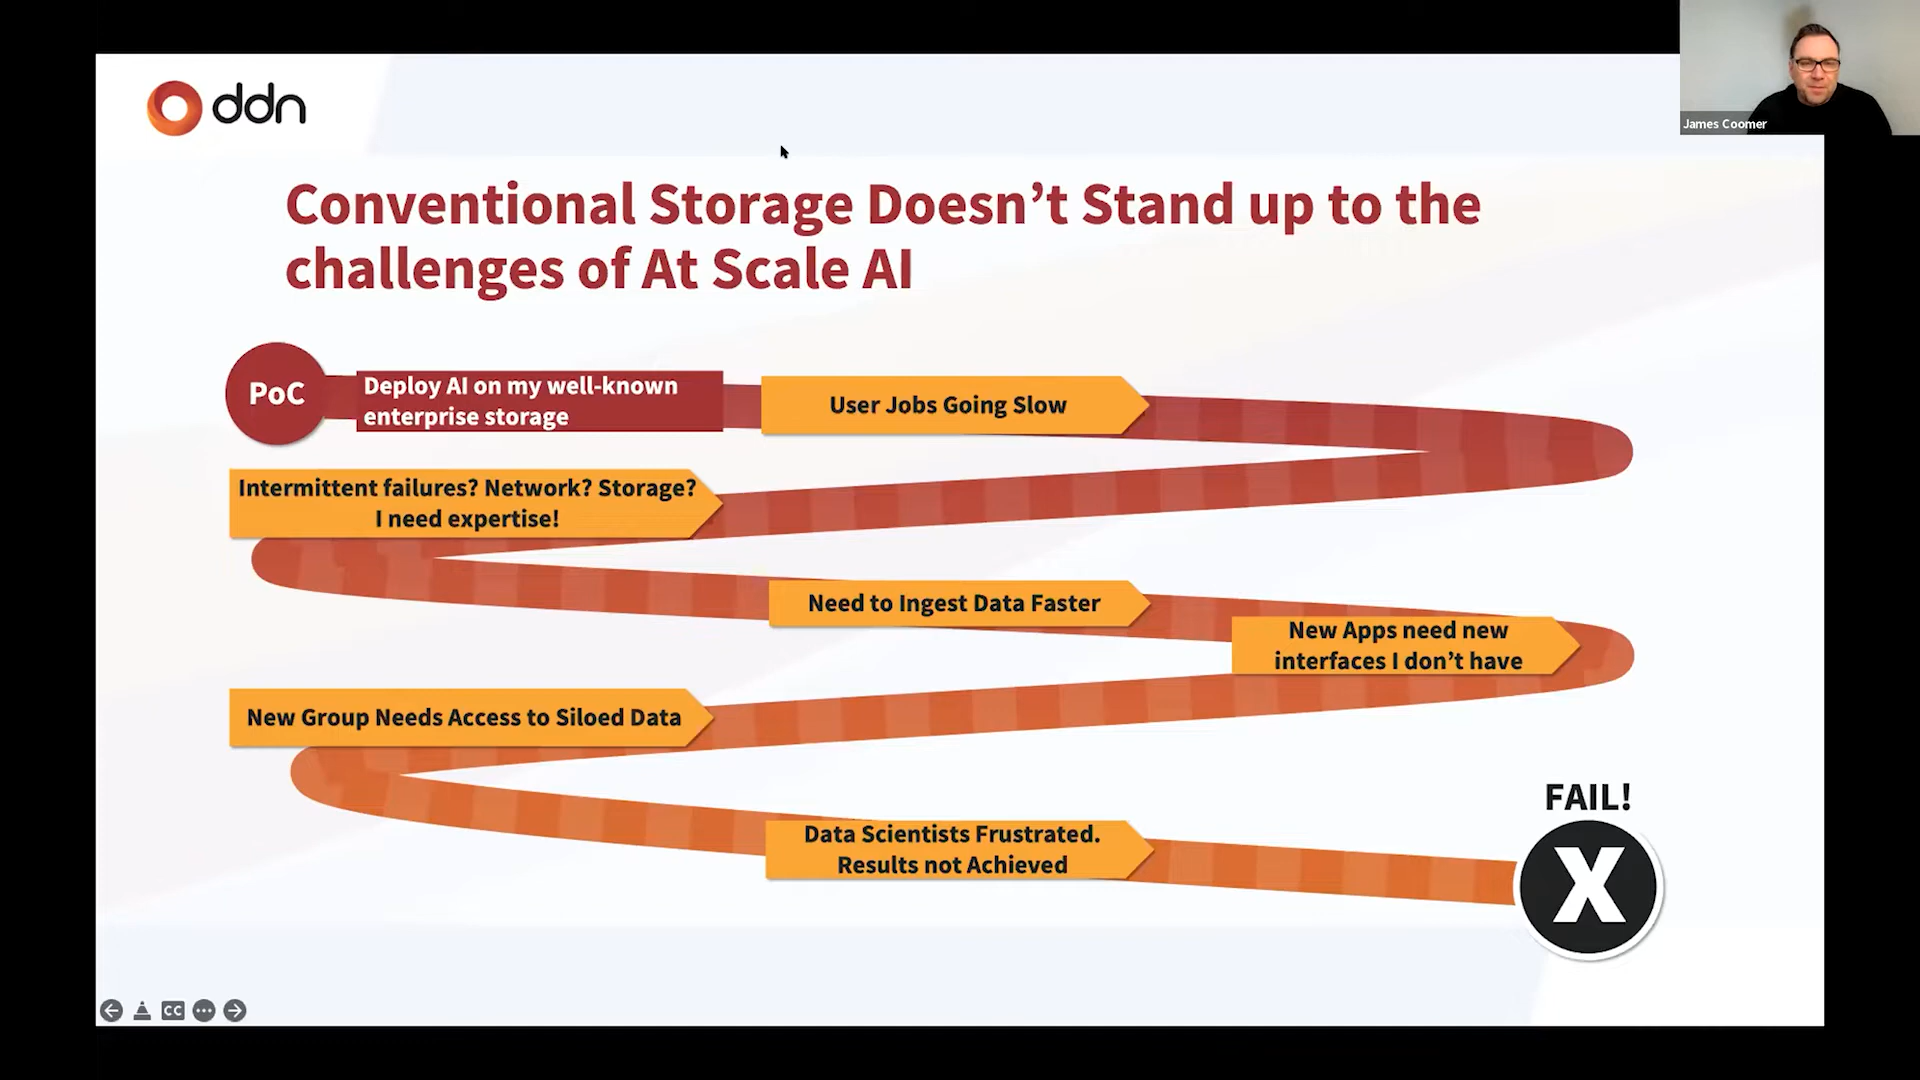 ddn
James Coomer
Conventional Storage Doesn’t Stand up to the
challenges of At Scale AI
PoC
Deploy AI on my well-known
enterprise storage
User Jobs Going Slow
Intermittent failures? Network? Storage?
I need expertise!
Need to Ingest Data Faster
New Apps need new
interfaces I don’t have
New Group Needs Access to Siloed Data
Data Scientists Frustrated.
Results not Achieved
FAIL!
X
CC